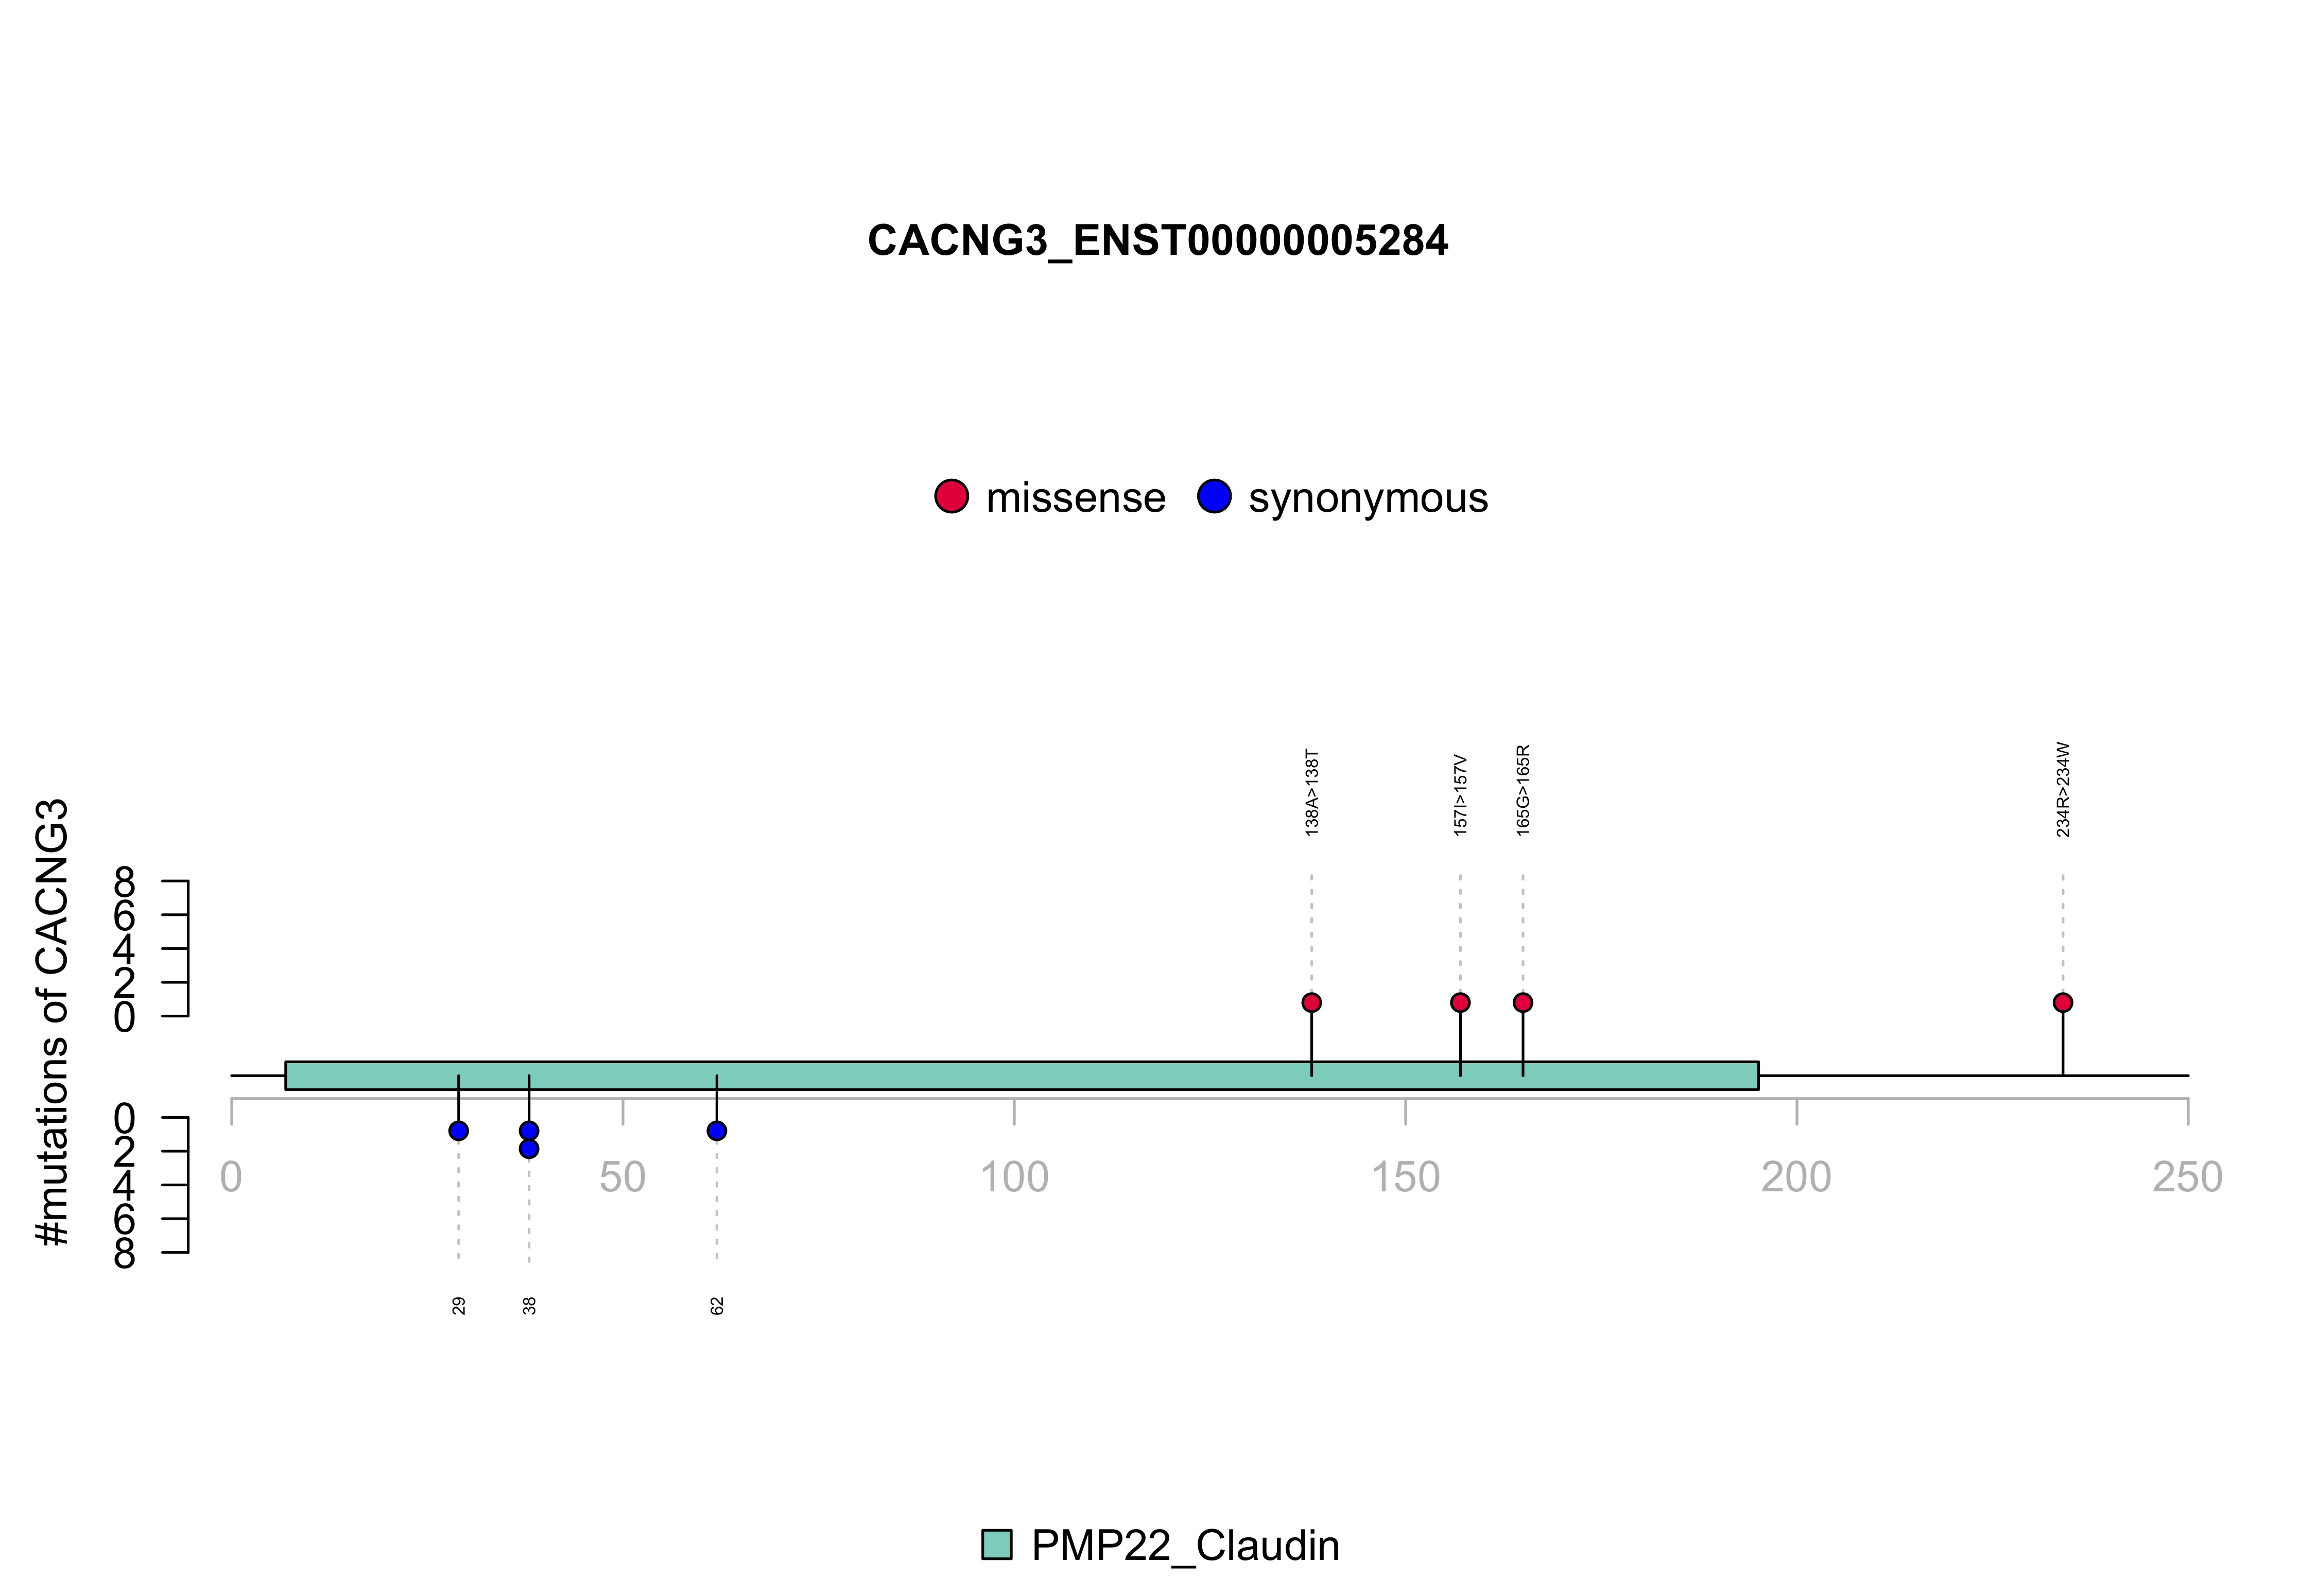 CACNG3_ENST00000005284
missense synonymous
138A>138T
157I>157V
165G>165R
234R>234W
#mutations of CACNG3
8
6
4
2
0
0
2
4
6
8
0 50 100 150 200 250
29
38
62
PMP22_Claudin